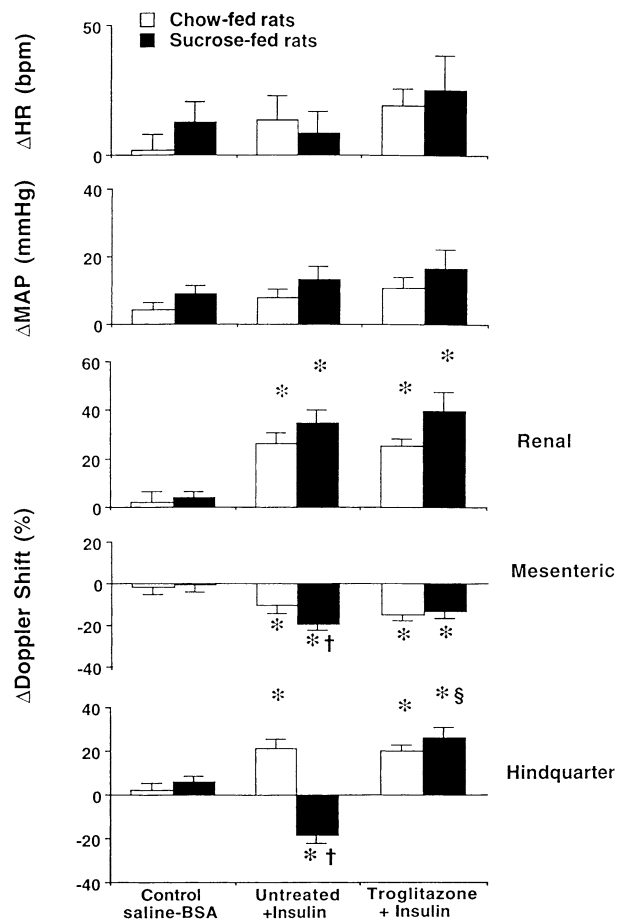 Chow-fed rats
Sucrose-fed rats
ΔHR (bpm)
50
0
ΔMAP (mmHg)
40
20
0
ΔDoppler Shift (%)
60
40
20
0
* * * *
Renal
20
0
-20
-40
* *† * *
Mesenteric
40
20
0
-20
-40
* *† * *§
Hindquarter
Control
saline-BSA
Untreated
+Insulin
Troglitazone
+ Insulin